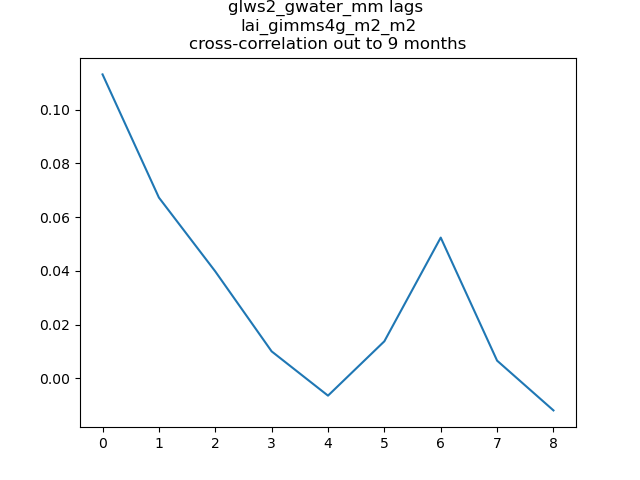 glws2_gwater_mm lags
lai_gimms4g_m2_m2
cross-correlation out to 9 months
0.10
0.08
0.06
0.04
0.02
0.00
0 1 2 3 4 5 6 7 8